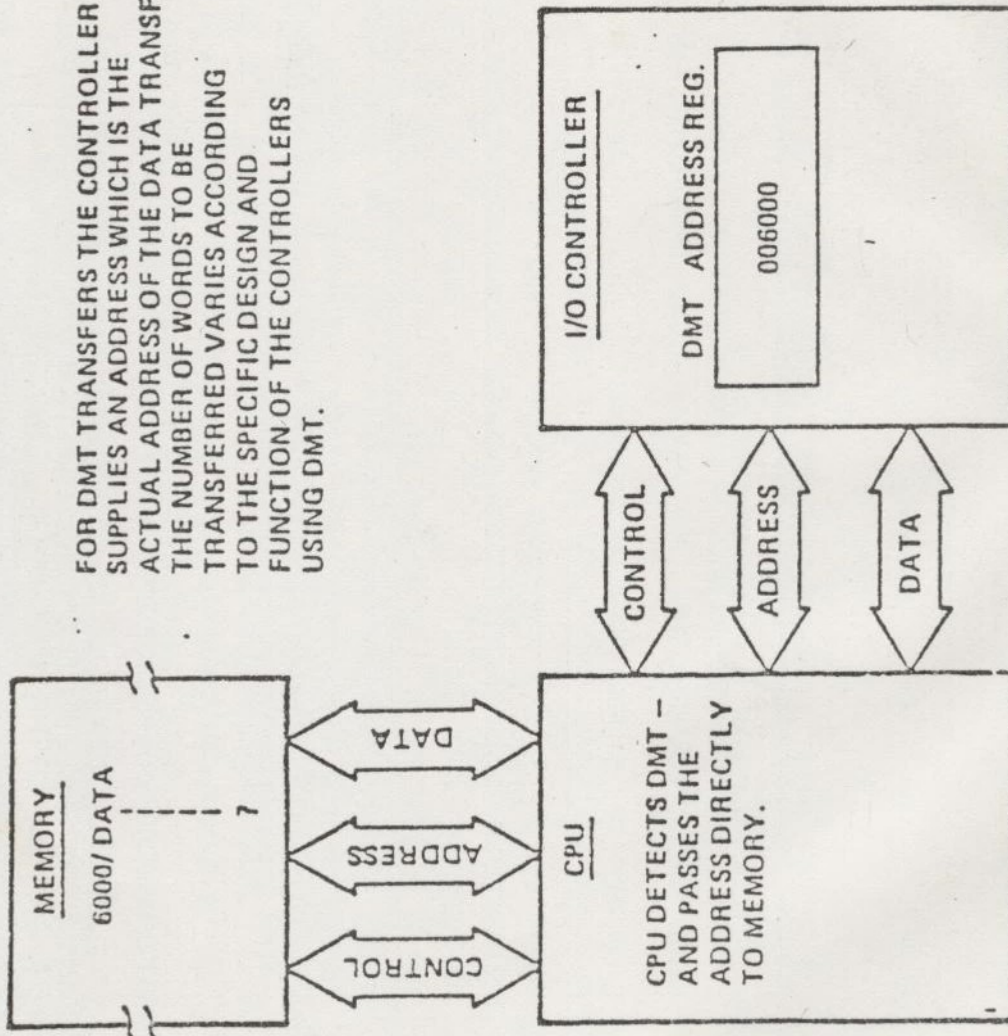 FOR DMT TRANSFERS THE CONTROLLER
SUPPLIES AN ADDRESS WHICH IS THE
ACTUAL ADDRESS OF THE DATA TRANSF
THE NUMBER OF WORDS TO BE
TRANSFERRED VARIES ACCORDING
TO THE SPECIFIC DESIGN AND
FUNCTION OF THE CONTROLLERS
USING DMT.
MEMORY
6000/DATA
?
CONTROL
ADDRESS
DATA
CPU
CPU DETECTS DMT –
AND PASSES THE
ADDRESS DIRECTLY
TO MEMORY.
CONTROL
ADDRESS
DATA
I/O CONTROLLER
DMT ADDRESS REG.
006000